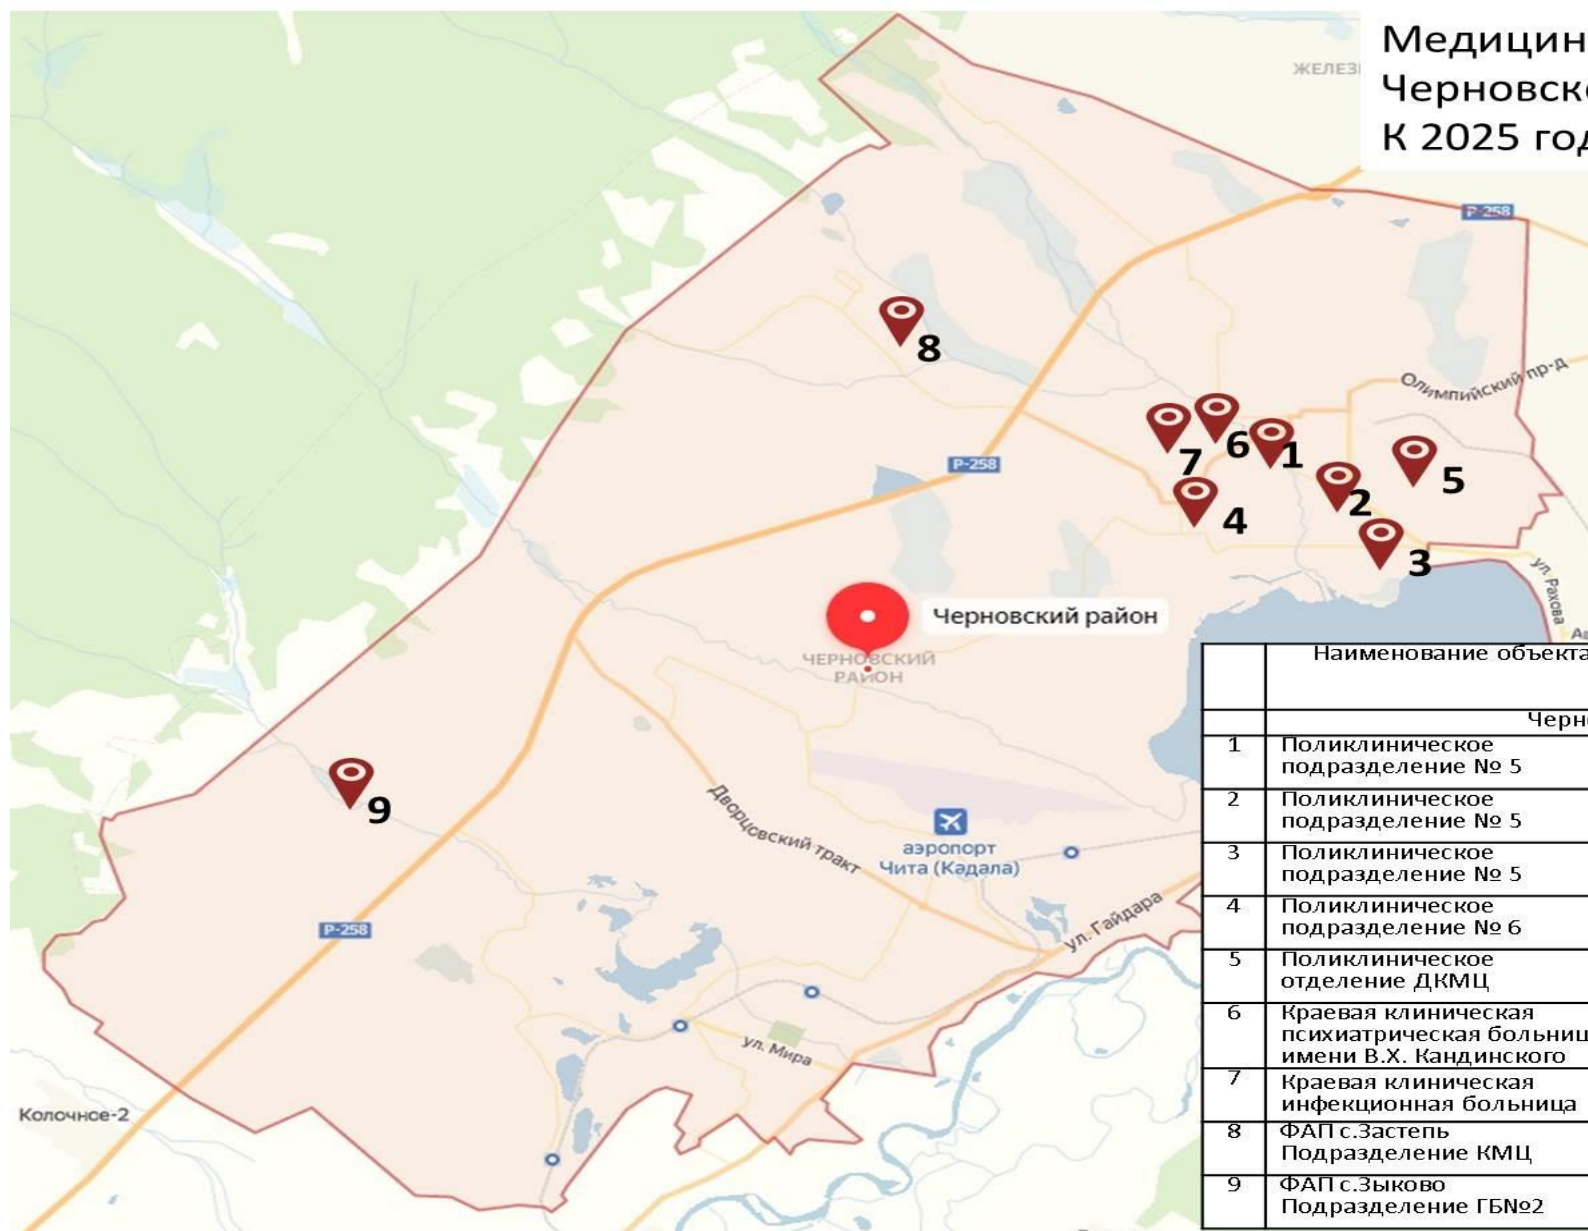 Медицин
Черновско
К 2025 год
ЖЕЛЕЗ
Р-258
8
Олимпийский пр-д
7
6
1
5
2
4
3
Р-258
ул. Рахова
Черновский район
ЧЕРНОВСКИЙ
РАЙОН
9
Дворцовский тракт
аэропорт
Чита (Кадала)
ул. Гайдара
Р-258
ул. Мира
Колочное-2
Наименование объекта
Черно
1 Поликлиническое
подразделение № 5
2 Поликлиническое
подразделение № 5
3 Поликлиническое
подразделение № 5
4 Поликлиническое
подразделение № 6
5 Поликлиническое
отделение ДКМЦ
6 Краевая клиническая
психиатрическая больниц
имени В.Х. Кандинского
7 Краевая клиническая
инфекционная больница
8 ФАП с.Застепь
Подразделение КМЦ
9 ФАП с.Зыково
Подразделение ГБ№2